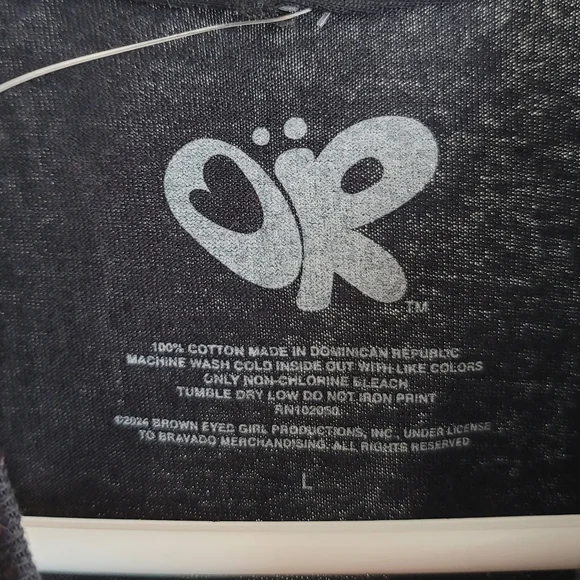 OR
TM
100% COTTON MADE IN DOMINICAN REPUBLIC
MACHINE WASH COLD INSIDE OUT WITH LIKE COLORS
ONLY NON-CHLORINE BLEACH
TUMBLE DRY LOW DO NOT IRON PRINT
RN102050
©2024 BROWN EYED GIRL PRODUCTIONS, INC., UNDER LICENSE
TO BRAVADO MERCHANDISING. ALL RIGHTS RESERVED
L